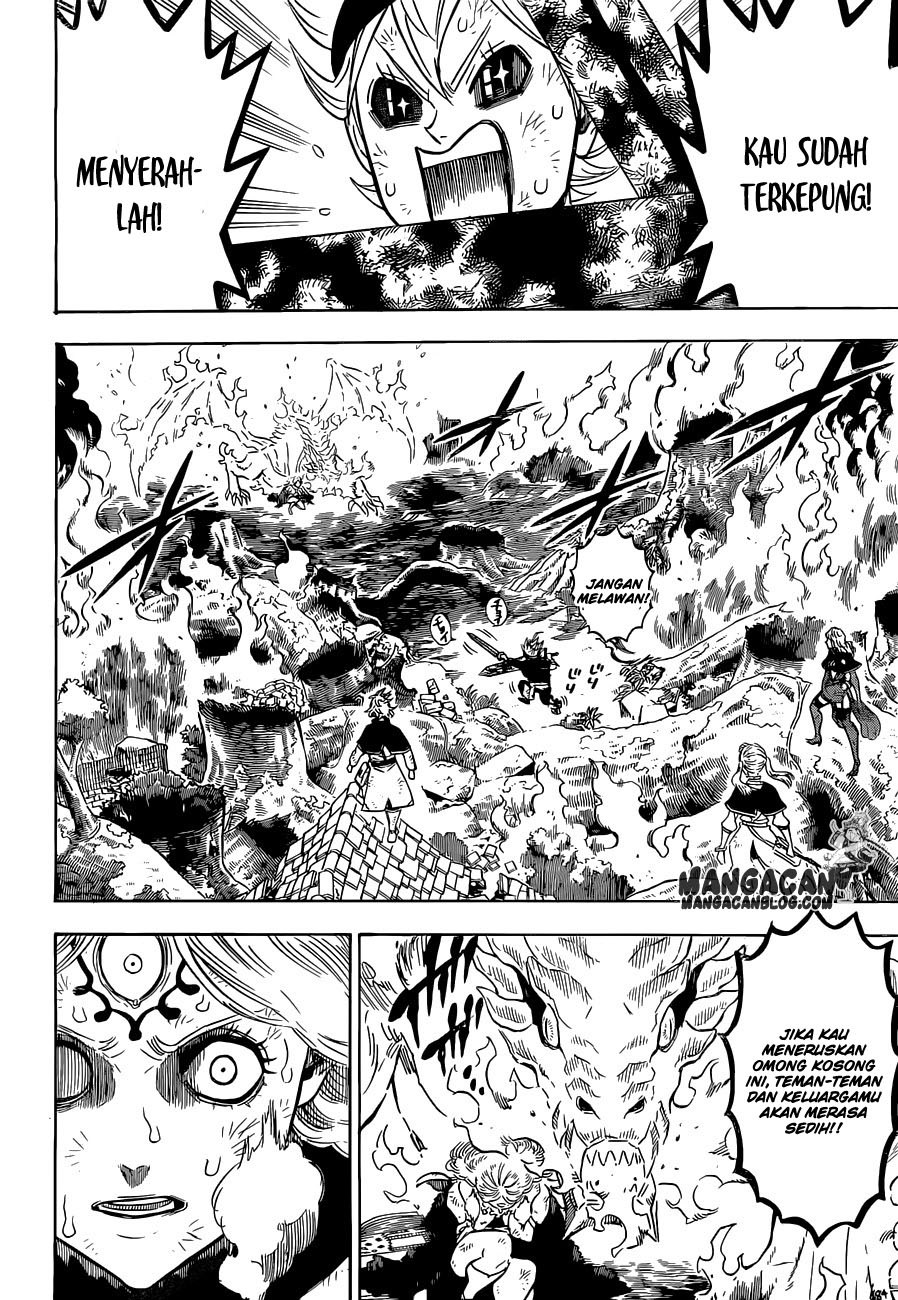 KAU SUDAH
TERKEPUNG!
MENYERAH-
LAH!
JANGAN
MELAWAN!
MANGACAN
MANGACANBLOG.COM
JIKA KAU
MENERUSKAN
OMONG KOSONG
INI, TEMAN-TEMAN
DAN KELUARGAMU
AKAN MERASA
SEDIH!!